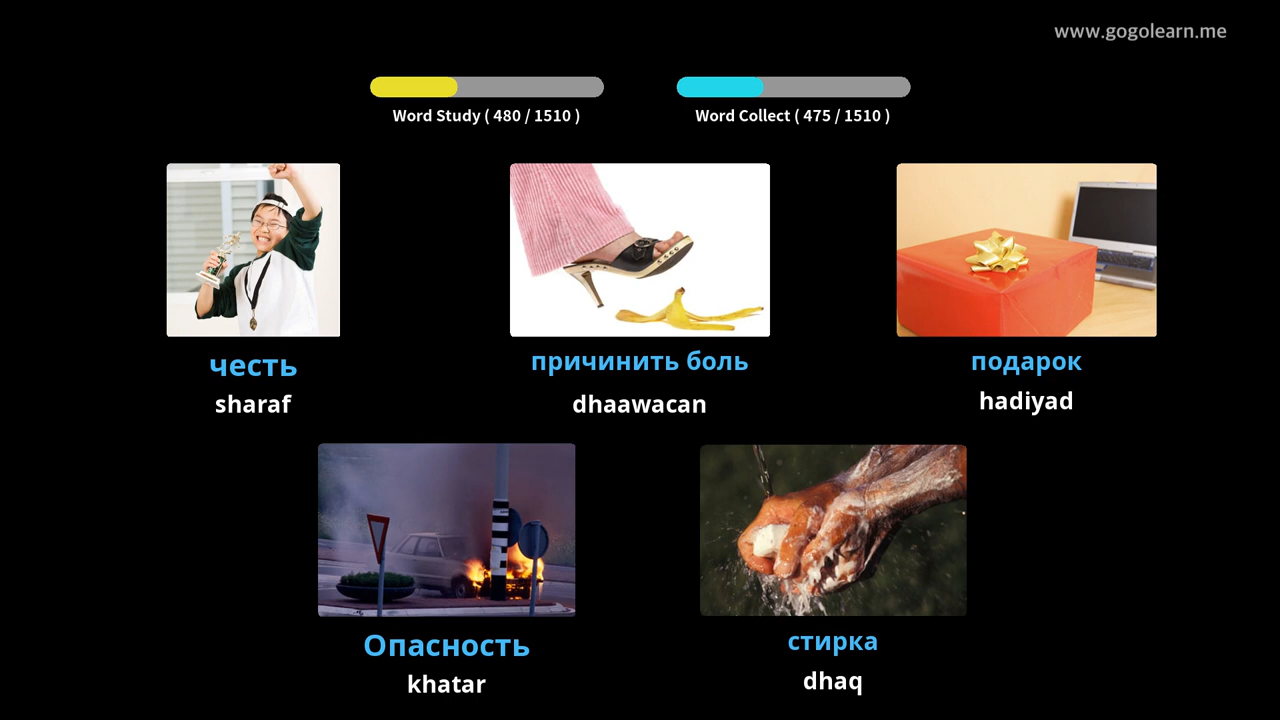 www.gogolearn.me
Word Study ( 480 / 1510 )
Word Collect ( 475 / 1510 )
честь
sharaf
причинить боль
dhaawacan
подарок
hadiyad
Опасность
khatar
стирка
dhaq